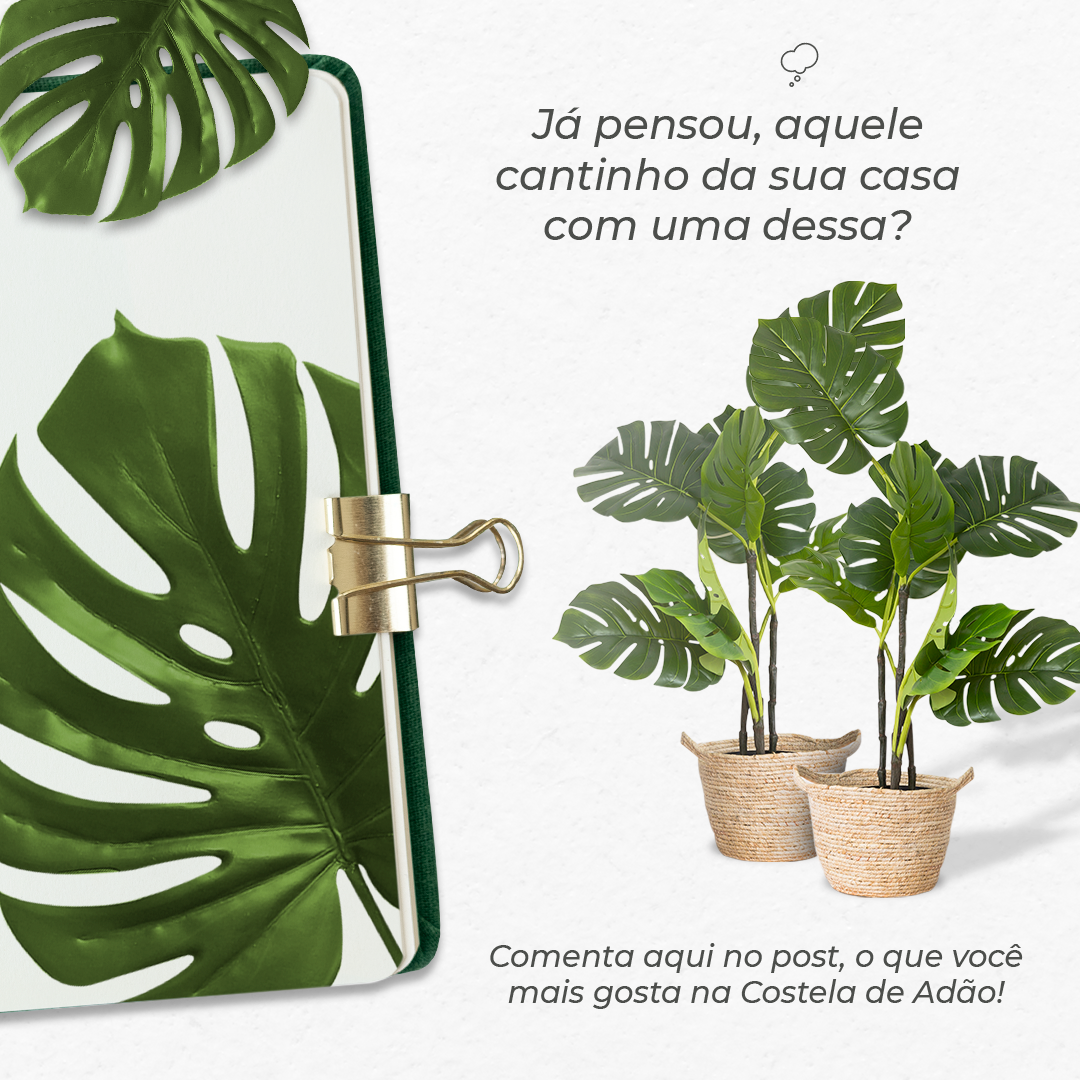 Já pensou, aquele
cantinho da sua casa
com uma dessa?
Comenta aqui no post, o que você
mais gosta na Costela de Adão!